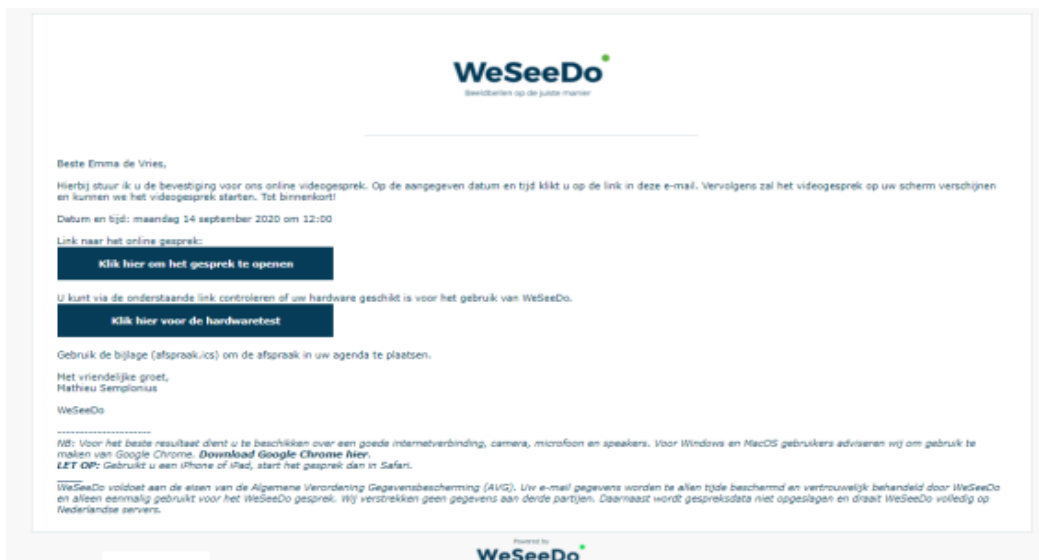 WeSeeDo
Beeldbellen op de juiste manier
Beste Emma de Vries,
Hierbij stuur ik u de bevestiging voor ons online videogesprek. Op de aangegeven datum en tijd klikt u op de link in deze e-mail. Vervolgens zal het videogesprek op uw scherm verschijnen
en kunnen we het videogesprek starten. Tot binnenkort!
Datum en tijd: maandag 14 september 2020 om 12:00
Link naar het online gesprek:
Klik hier om het gesprek te openen
U kunt via de onderstaande link controleren of uw hardware geschikt is voor het gebruik van WeSeeDo.
Klik hier voor de hardwaretest
Gebruik de bijlage (afspraak.ics) om de afspraak in uw agenda te plaatsen.
Met vriendelijke groet,
Mathieu Semplonius
WeSeeDo
---------------------
NB: Voor het beste resultaat dient u te beschikken over een goede internetverbinding, camera, microfoon en speakers. Voor Windows en MacOS gebruikers adviseren wij om gebruik te
maken van Google Chrome. Download Google Chrome hier.
LET OP: Gebruikt u een iPhone of iPad, start het gesprek dan in Safari.
____
WeSeeDo voldoet aan de eisen van de Algemene Verordening Gegevensbescherming (AVG). Uw e-mail gegevens worden te allen tijde beschermd en vertrouwelijk behandeld door WeSeeDo
en alleen eenmalig gebruikt voor het WeSeeDo gesprek. Wij verstrekken geen gegevens aan derde partijen. Daarnaast wordt gespreksdata niet opgeslagen en draait WeSeeDo volledig op
Nederlandse servers.
Powered by
WeSeeDo